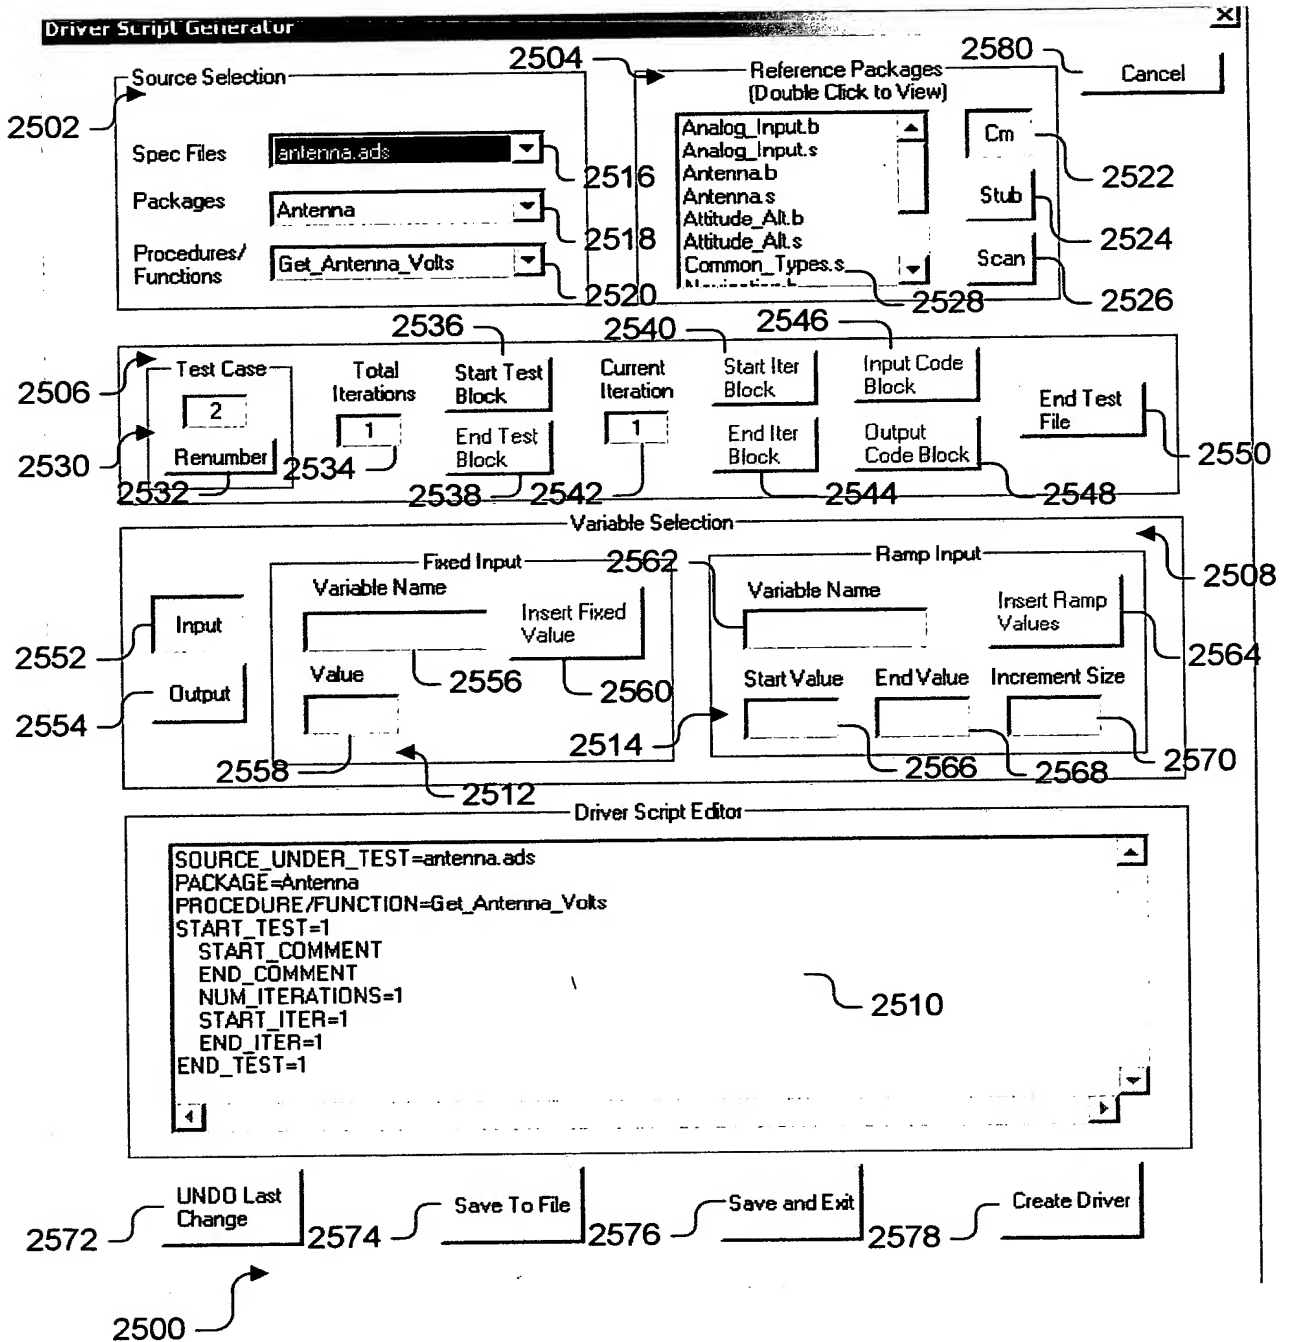 Driver Script Generator
2504
2580
Cancel
Source Selection
Reference Packages
(Double Click to View)
2502
Spec Files
antenna.ads
2516
Packages
Antenna
2518
Procedures/
Functions
Get_Antenna_Volts
2520
Analog_Input.b
Analog_Input.s
Antenna.b
Antenna.s
Attitude_Alt.b
Attitude_Alt.s
Common_Types.s
Navigation.b
2528
Cm
2522
Stub
2524
Scan
2526
2536
2540
2546
2506
Test Case
2
2530
Renumber
2532
Total
Iterations
1
2534
Start Test
Block
End Test
Block
2538
Current
Iteration
1
2542
Start Iter
Block
End Iter
Block
2544
Input Code
Block
Output
Code Block
2548
End Test
File
2550
Variable Selection
2508
Fixed Input
2562
Ramp Input
Input
2552
Output
2554
Variable Name
2556
Insert Fixed
Value
2560
Value
2558
2512
Variable Name
Insert Ramp
Values
2564
Start Value
End Value
Increment Size
2514
2566
2568
2570
Driver Script Editor
SOURCE_UNDER_TEST=antenna.ads
PACKAGE=Antenna
PROCEDURE/FUNCTION=Get_Antenna_Volts
START_TEST=1
START_COMMENT
END_COMMENT
NUM_ITERATIONS=1
START_ITER=1
END_ITER=1
END_TEST=1
2510
UNDO Last
Change
2572
Save To File
2574
Save and Exit
2576
Create Driver
2578
2500